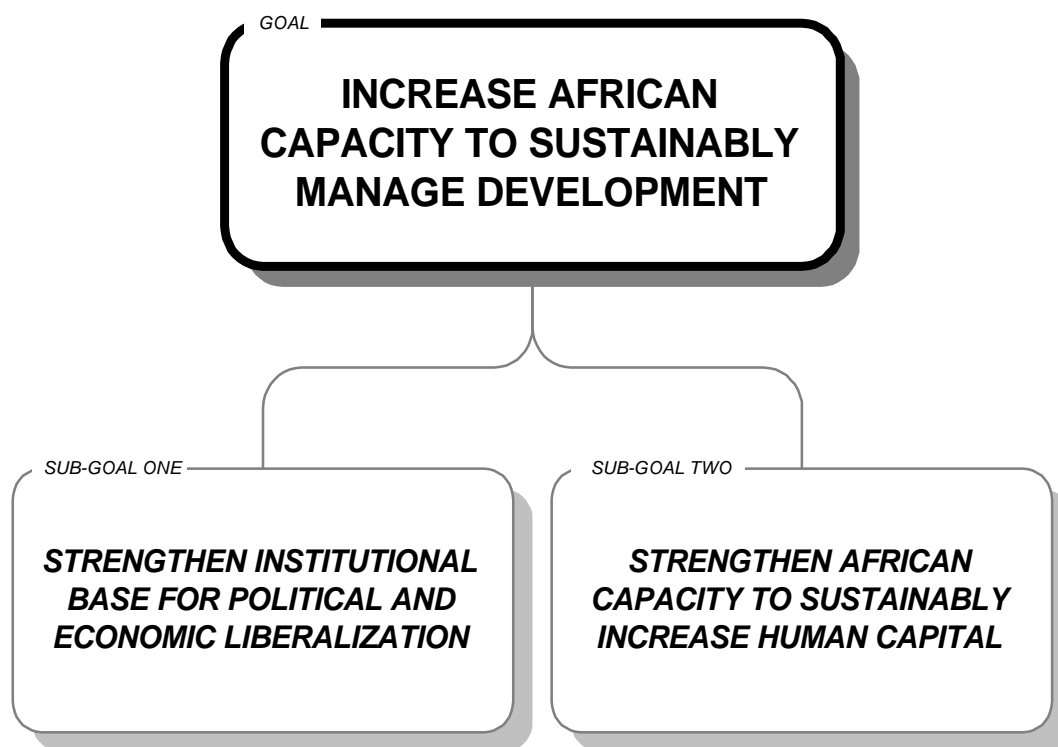 GOAL
INCREASE AFRICAN
CAPACITY TO SUSTAINABLY
MANAGE DEVELOPMENT
SUB-GOAL ONE
STRENGTHEN INSTITUTIONAL
BASE FOR POLITICAL AND
ECONOMIC LIBERALIZATION
SUB-GOAL TWO
STRENGTHEN AFRICAN
CAPACITY TO SUSTAINABLY
INCREASE HUMAN CAPITAL